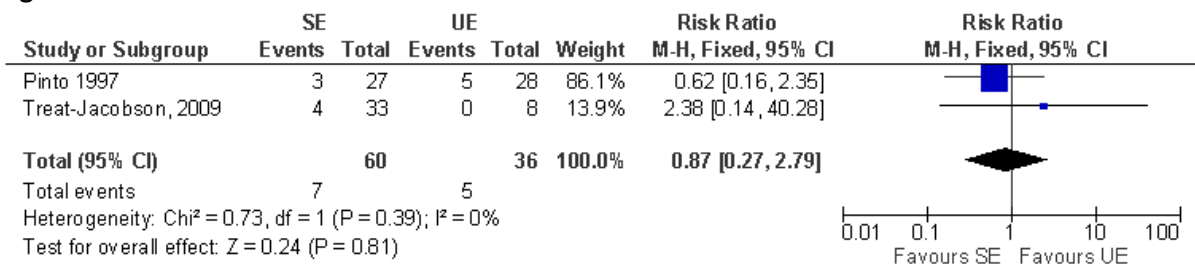 SE UE Risk Ratio Risk Ratio
Study or Subgroup Events Total Events Total Weight M-H, Fixed, 95% CI M-H, Fixed, 95% CI
Pinto 1997 3 27 5 28 86.1% 0.62 [0.16, 2.35]
Treat-Jacobson, 2009 4 33 0 8 13.9% 2.38 [0.14, 40.28]
Total (95% CI) 60 36 100.0% 0.87 [0.27, 2.79]
Total events 7 5
Heterogeneity: Chi² = 0.73, df = 1 (P = 0.39); I² = 0%
Test for overall effect: Z = 0.24 (P = 0.81)
0.01 0.1 1 10 100
Favours SE Favours UE